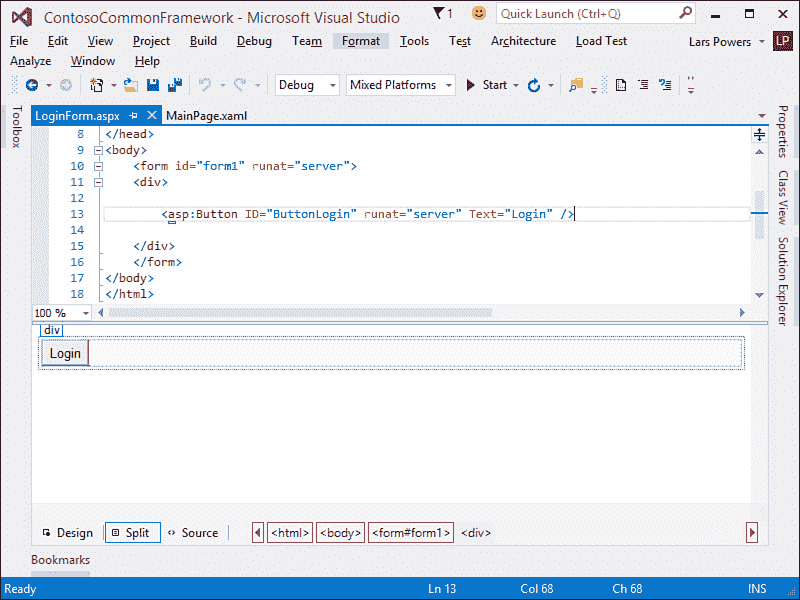 ContosoCommonFramework - Microsoft Visual Studio 1 Quick Launch (Ctrl+Q)
File Edit View Project Build Debug Team Format Tools Test Architecture Load Test Lars Powers LP
Analyze Window Help
Debug Mixed Platforms Start
Toolbox
LoginForm.aspx MainPage.xaml
8 </head>
9 <body>
10 <form id="form1" runat="server">
11 <div>
12
13 <asp:Button ID="ButtonLogin" runat="server" Text="Login" />
14
15 </div>
16 </form>
17 </body>
18 </html>
100 %
div
Login
Design Split Source <html> <body> <form#form1> <div>
Properties
Class View
Solution Explorer
Bookmarks
Ready Ln 13 Col 68 Ch 68 INS